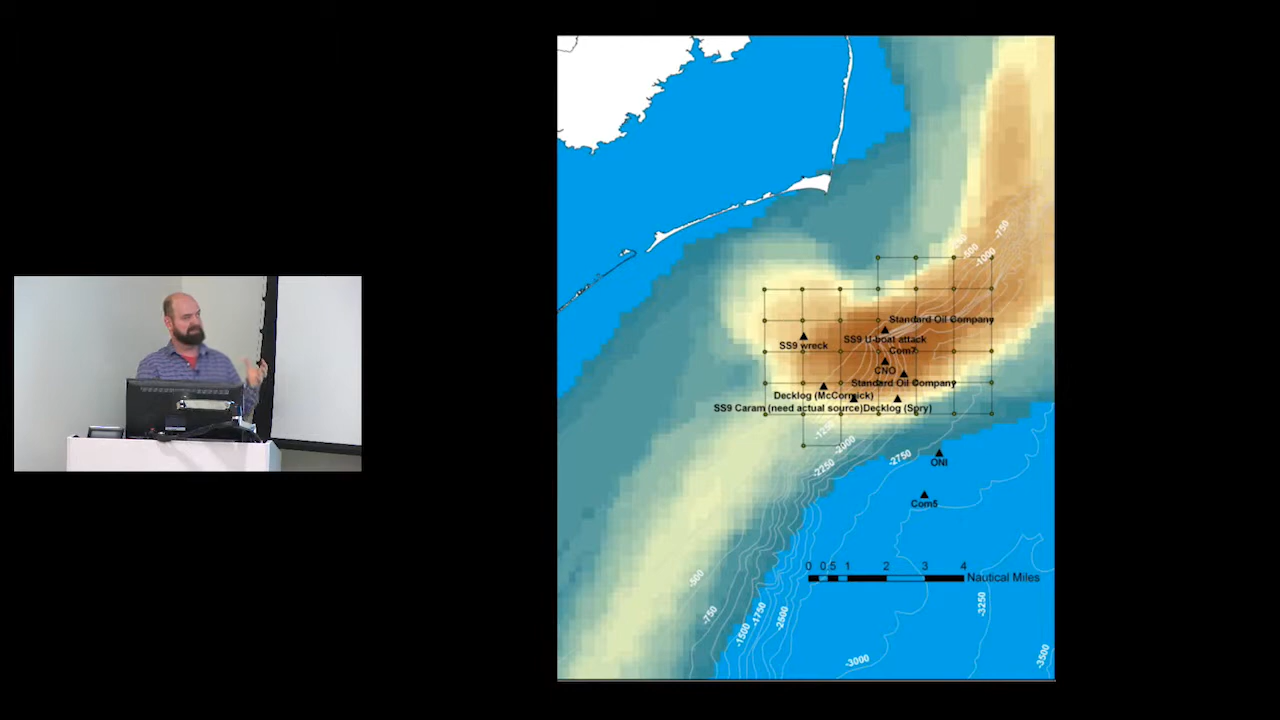 -750
-500
-1000
Standard Oil Company
SS9 U-boat attack
SS9 wreck
Com7
CNO
Standard Oil Company
Decklog (McCormick)
SS9 Caram (need actual source)
Decklog (Spry)
-1250
-2000
-2250
-2750
ONI
Com5
0 0.5 1 2 3 4
Nautical Miles
-500
-750
-1500
-1750
-2500
-3250
-3000
-3500